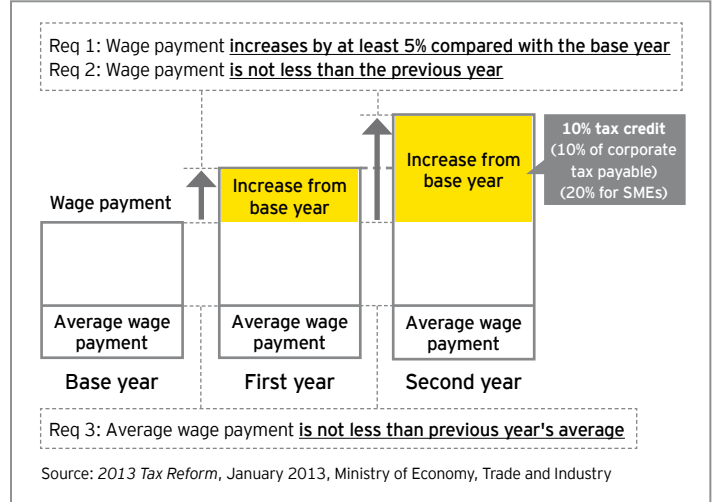 Req 1: Wage payment increases by at least 5% compared with the base year
Req 2: Wage payment is not less than the previous year
10% tax credit
(10% of corporate
tax payable)
(20% for SMEs)
Increase from
base year
Increase from
base year
Wage payment
Average wage
payment
Average wage
payment
Average wage
payment
Base year
First year
Second year
Req 3: Average wage payment is not less than previous year's average
Source: 2013 Tax Reform, January 2013, Ministry of Economy, Trade and Industry